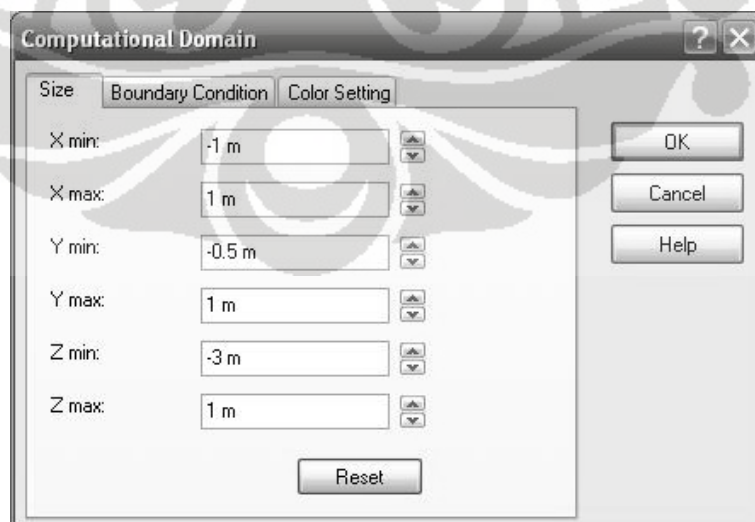 Computational Domain
Size Boundary Condition Color Setting
X min: -1 m
X max: 1 m
Y min: -0.5 m
Y max: 1 m
Z min: -3 m
Z max: 1 m
Reset
OK
Cancel
Help